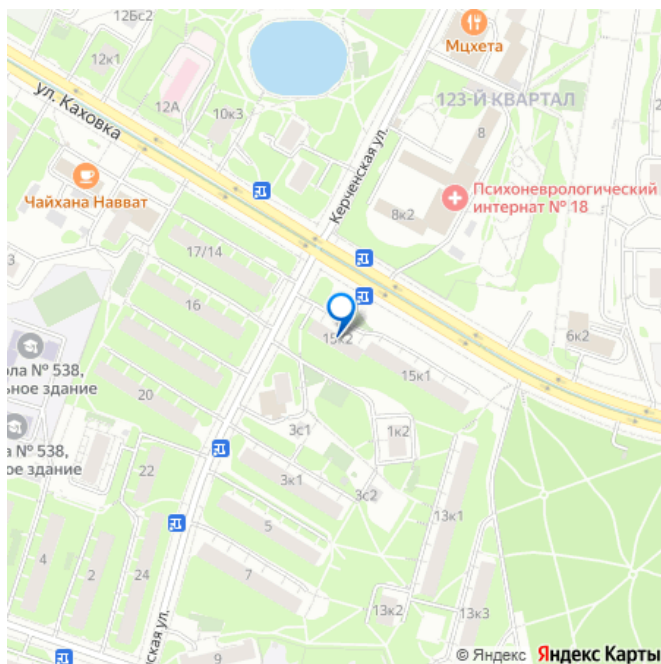 12Бс2
12к1
12А
ул. Каховка
10к3
Мцхета
123-Й КВАРТАЛ
8
Керченская ул.
8к2
Психоневрологический
интернат № 18
Чайхана Навват
17/14
3
16
15к2
15к1
6к2
ола № 538,
ьное здание
20
3с1
1к2
а № 538,
ое здание
22
3к1
3с2
13к1
5
4
2
24
7
13к2
13к3
нская ул.
9
© Яндекс Яндекс Карты